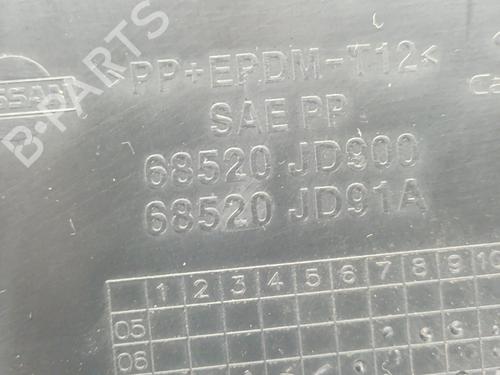 B-PARTS
>PP+EPDM-T12<
SAE PP
68520 JD900
68520 JD91A
1 2 3 4 5 6 7 8 9 10
05
06